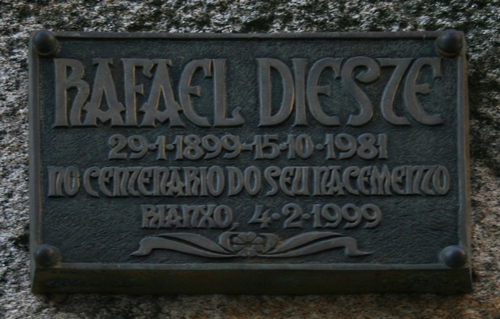 RAFAEL DIESTE
29·1·1899-15·10·1981
NO CENTENARIO DO SEU NACEMENTO
RIANXO, 4·2·1999